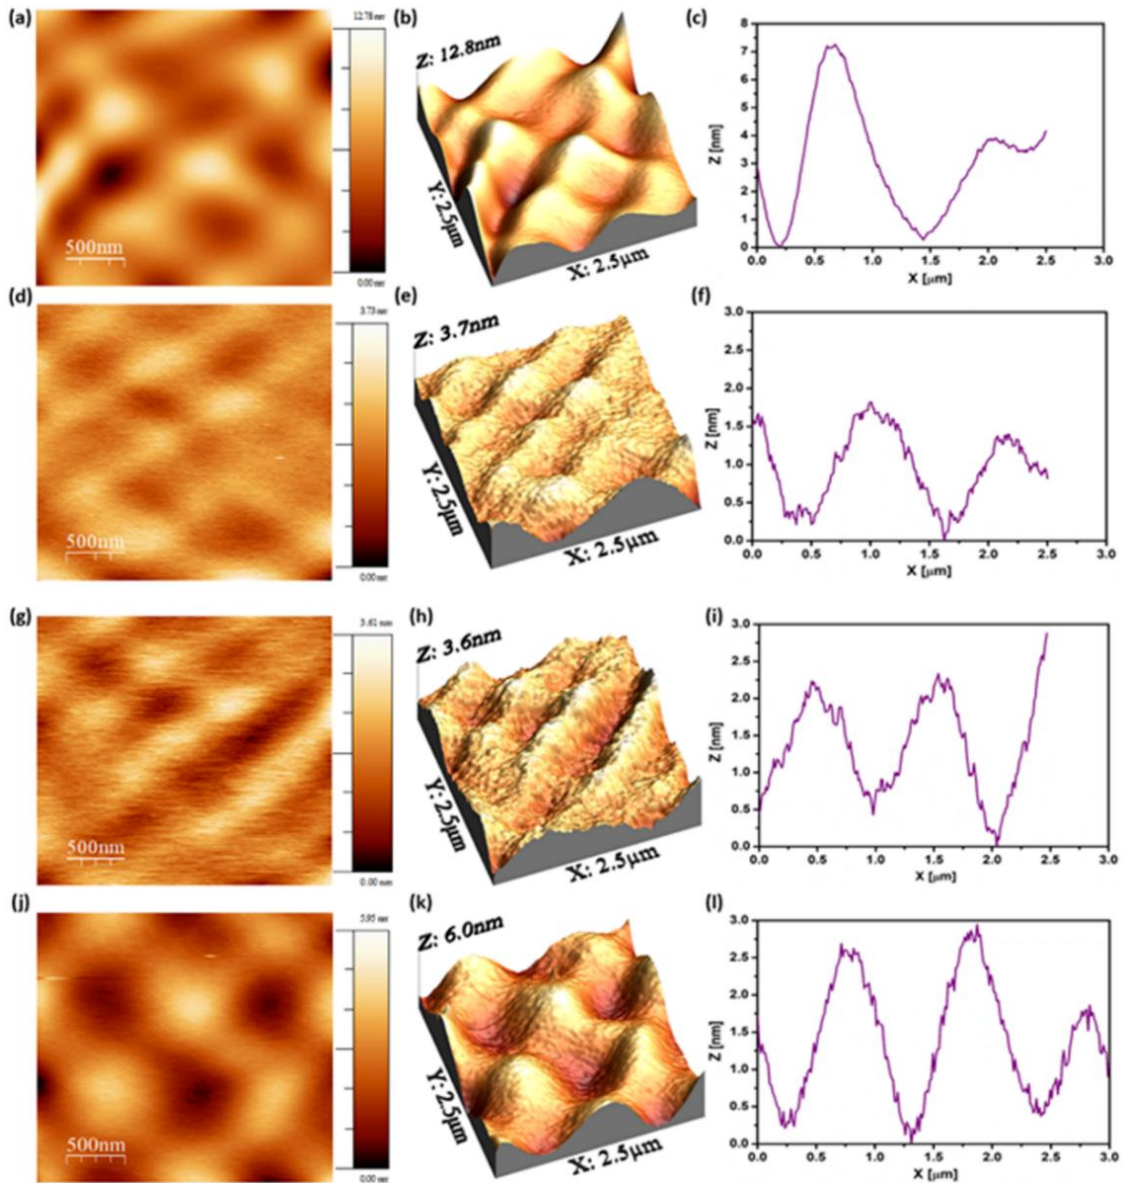 (a)
12.78 nm
0.00 nm
500nm
(b)
Z: 12.8nm
Y: 2.5µm
X: 2.5µm
(c)
8
7
6
5
4
3
2
1
0
Z [nm]
0.0 0.5 1.0 1.5 2.0 2.5 3.0
X [µm]
(d)
3.73 nm
0.00 nm
500nm
(e)
Z: 3.7nm
Y: 2.5µm
X: 2.5µm
(f)
3.0
2.5
2.0
1.5
1.0
0.5
0.0
Z [nm]
0.0 0.5 1.0 1.5 2.0 2.5 3.0
X [µm]
(g)
3.61 nm
0.00 nm
500nm
(h)
Z: 3.6nm
Y: 2.5µm
X: 2.5µm
(i)
3.0
2.5
2.0
1.5
1.0
0.5
0.0
Z [nm]
0.0 0.5 1.0 1.5 2.0 2.5 3.0
X [µm]
(j)
5.95 nm
0.00 nm
500nm
(k)
Z: 6.0nm
Y: 2.5µm
X: 2.5µm
(l)
3.0
2.5
2.0
1.5
1.0
0.5
0.0
Z [nm]
0.0 0.5 1.0 1.5 2.0 2.5 3.0
X [µm]